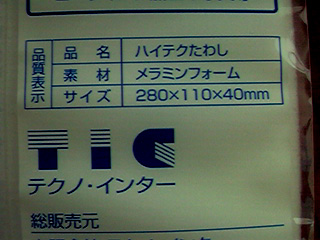 品質表示
品名 ハイテクたわし
素材 メラミンフォーム
サイズ 280×110×40mm
TIC
テクノ・インター
総販売元